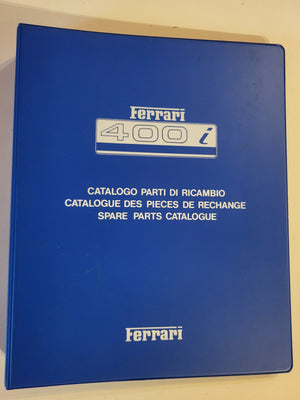 Ferrari
400 i
CATALOGO PARTI DI RICAMBIO
CATALOGUE DES PIECES DE RECHANGE
SPARE PARTS CATALOGUE
Ferrari